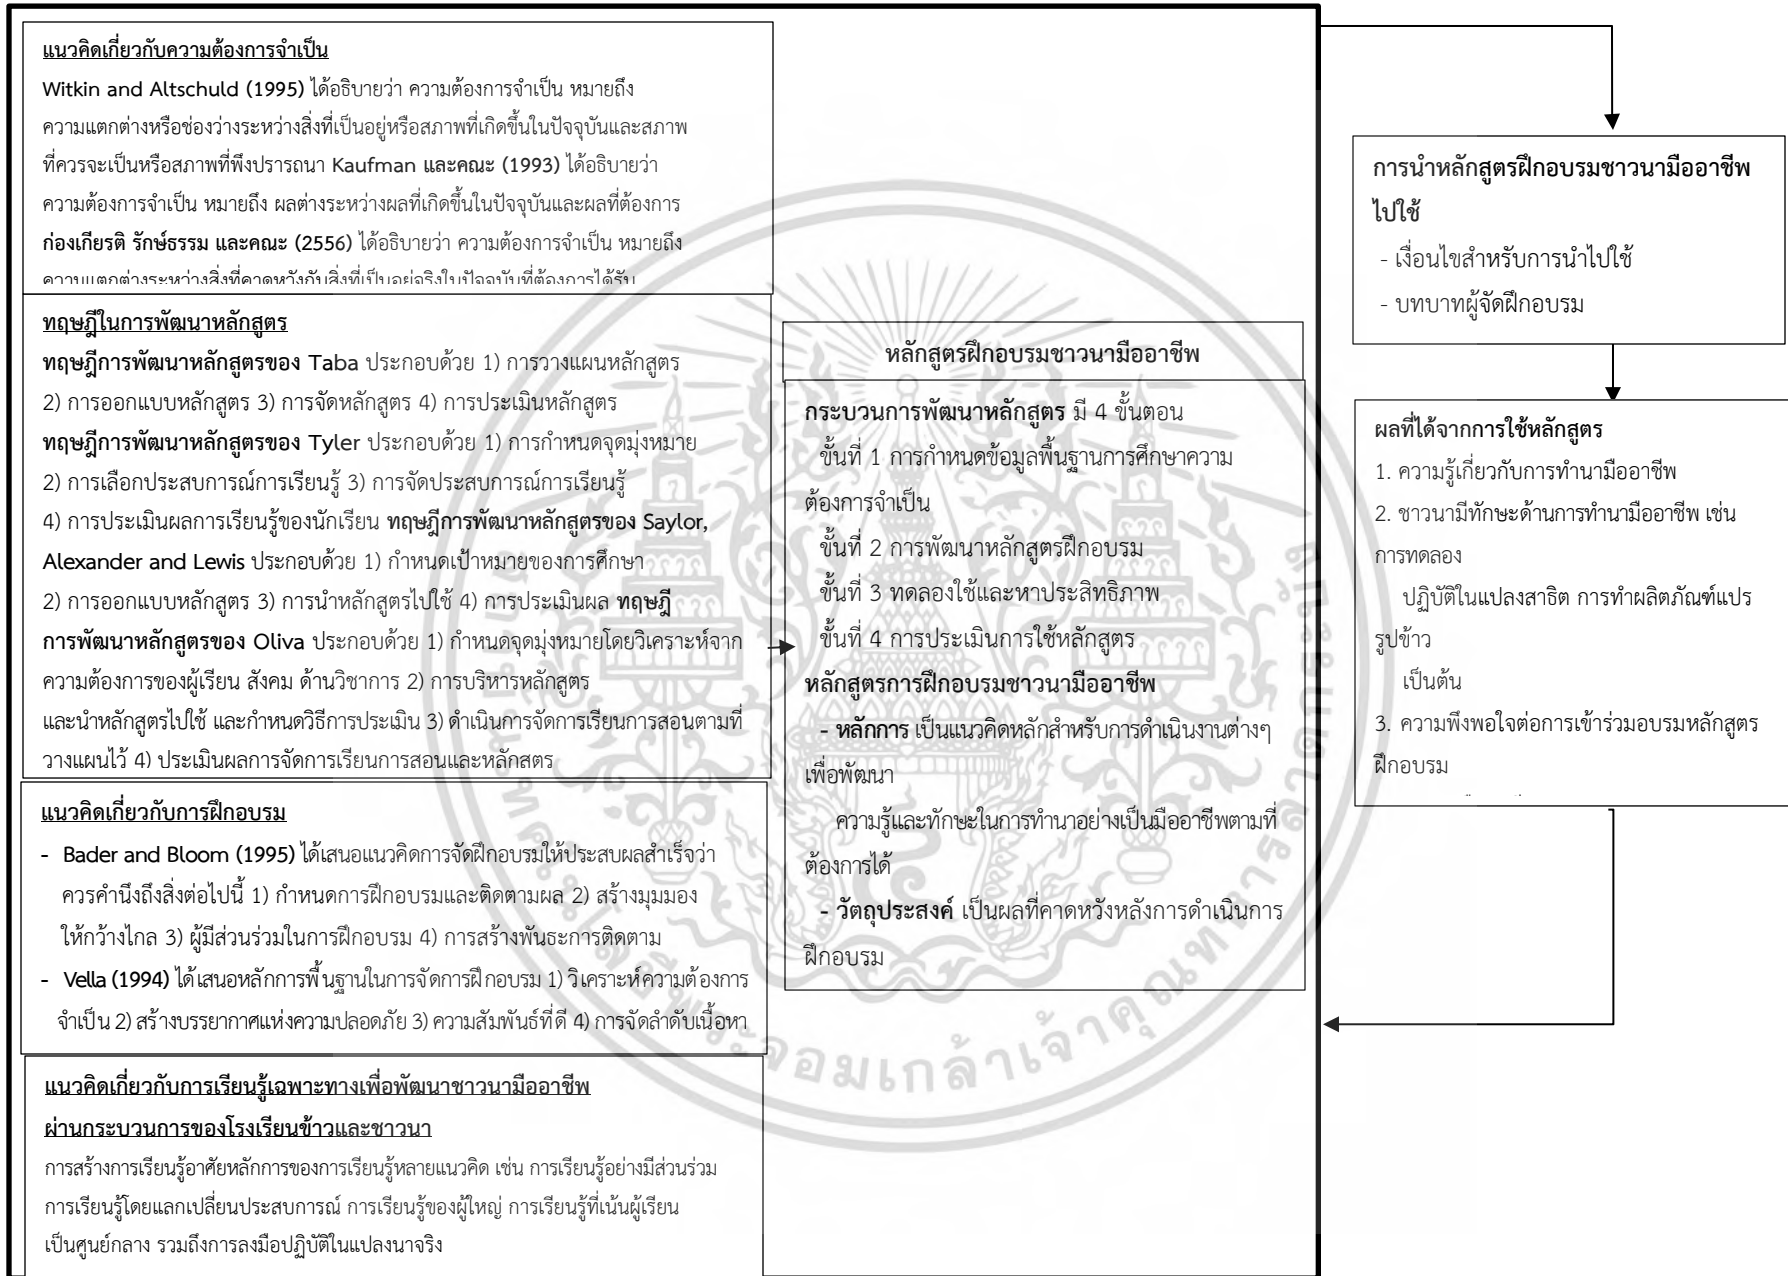 แนวคิดเกี่ยวกับความต้องการจำเป็น
Witkin and Altschuld (1995) ได้อธิบายว่า ความต้องการจำเป็น หมายถึง
ความแตกต่างหรือช่องว่างระหว่างสิ่งที่เป็นอยู่หรือสภาพที่เกิดขึ้นในปัจจุบันและสภาพ
ที่ควรจะเป็นหรือสภาพที่พึงปรารถนา Kaufman และคณะ (1993) ได้อธิบายว่า
ความต้องการจำเป็น หมายถึง ผลต่างระหว่างผลที่เกิดขึ้นในปัจจุบันและผลที่ต้องการ
ก่องเกียรติ รักษ์ธรรม และคณะ (2556) ได้อธิบายว่า ความต้องการจำเป็น หมายถึง
ความแตกต่างระหว่างสิ่งที่คาดหวังกับสิ่งที่เป็นอยู่จริงในปัจจุบันที่ต้องการได้รับ
ทฤษฎีในการพัฒนาหลักสูตร
ทฤษฎีการพัฒนาหลักสูตรของ Taba ประกอบด้วย 1) การวางแผนหลักสูตร
2) การออกแบบหลักสูตร 3) การจัดหลักสูตร 4) การประเมินหลักสูตร
ทฤษฎีการพัฒนาหลักสูตรของ Tyler ประกอบด้วย 1) การกำหนดจุดมุ่งหมาย
2) การเลือกประสบการณ์การเรียนรู้ 3) การจัดประสบการณ์การเรียนรู้
4) การประเมินผลการเรียนรู้ของนักเรียน ทฤษฎีการพัฒนาหลักสูตรของ Saylor,
Alexander and Lewis ประกอบด้วย 1) กำหนดเป้าหมายของการศึกษา
2) การออกแบบหลักสูตร 3) การนำหลักสูตรไปใช้ 4) การประเมินผล ทฤษฎี
การพัฒนาหลักสูตรของ Oliva ประกอบด้วย 1) กำหนดจุดมุ่งหมายโดยวิเคราะห์จาก
ความต้องการของผู้เรียน สังคม ด้านวิชาการ 2) การบริหารหลักสูตร
และนำหลักสูตรไปใช้ และกำหนดวิธีการประเมิน 3) ดำเนินการจัดการเรียนการสอนตามที่
วางแผนไว้ 4) ประเมินผลการจัดการเรียนการสอนและหลักสูตร
แนวคิดเกี่ยวกับการฝึกอบรม
- Bader and Bloom (1995) ได้เสนอแนวคิดการจัดฝึกอบรมให้ประสบผลสำเร็จว่า
ควรคำนึงถึงสิ่งต่อไปนี้ 1) กำหนดการฝึกอบรมและติดตามผล 2) สร้างมุมมอง
ให้กว้างไกล 3) ผู้มีส่วนร่วมในการฝึกอบรม 4) การสร้างพันธะการติดตาม
- Vella (1994) ได้เสนอหลักการพื้นฐานในการจัดการฝึกอบรม 1) วิเคราะห์ความต้องการ
จำเป็น 2) สร้างบรรยากาศแห่งความปลอดภัย 3) ความสัมพันธ์ที่ดี 4) การจัดลำดับเนื้อหา
แนวคิดเกี่ยวกับการเรียนรู้เฉพาะทางเพื่อพัฒนาชาวนามืออาชีพ
ผ่านกระบวนการของโรงเรียนข้าวและชาวนา
การสร้างการเรียนรู้อาศัยหลักการของการเรียนรู้หลายแนวคิด เช่น การเรียนรู้อย่างมีส่วนร่วม
การเรียนรู้โดยแลกเปลี่ยนประสบการณ์ การเรียนรู้ของผู้ใหญ่ การเรียนรู้ที่เน้นผู้เรียน
เป็นศูนย์กลาง รวมถึงการลงมือปฏิบัติในแปลงนาจริง
หลักสูตรฝึกอบรมชาวนามืออาชีพ
กระบวนการพัฒนาหลักสูตร มี 4 ขั้นตอน
ขั้นที่ 1 การกำหนดข้อมูลพื้นฐานการศึกษาความ
ต้องการจำเป็น
ขั้นที่ 2 การพัฒนาหลักสูตรฝึกอบรม
ขั้นที่ 3 ทดลองใช้และหาประสิทธิภาพ
ขั้นที่ 4 การประเมินการใช้หลักสูตร
หลักสูตรการฝึกอบรมชาวนามืออาชีพ
- หลักการ เป็นแนวคิดหลักสำหรับการดำเนินงานต่างๆ
เพื่อพัฒนา
ความรู้และทักษะในการทำนาอย่างเป็นมืออาชีพตามที่
ต้องการได้
- วัตถุประสงค์ เป็นผลที่คาดหวังหลังการดำเนินการ
ฝึกอบรม
การนำหลักสูตรฝึกอบรมชาวนามืออาชีพ
ไปใช้
- เงื่อนไขสำหรับการนำไปใช้
- บทบาทผู้จัดฝึกอบรม
ผลที่ได้จากการใช้หลักสูตร
1. ความรู้เกี่ยวกับการทำนามืออาชีพ
2. ชาวนามีทักษะด้านการทำนามืออาชีพ เช่น
การทดลอง
ปฏิบัติในแปลงสาธิต การทำผลิตภัณฑ์แปร
รูปข้าว
เป็นต้น
3. ความพึงพอใจต่อการเข้าร่วมอบรมหลักสูตร
ฝึกอบรม
พระจอมเกล้าเจ้าคุณทหาร